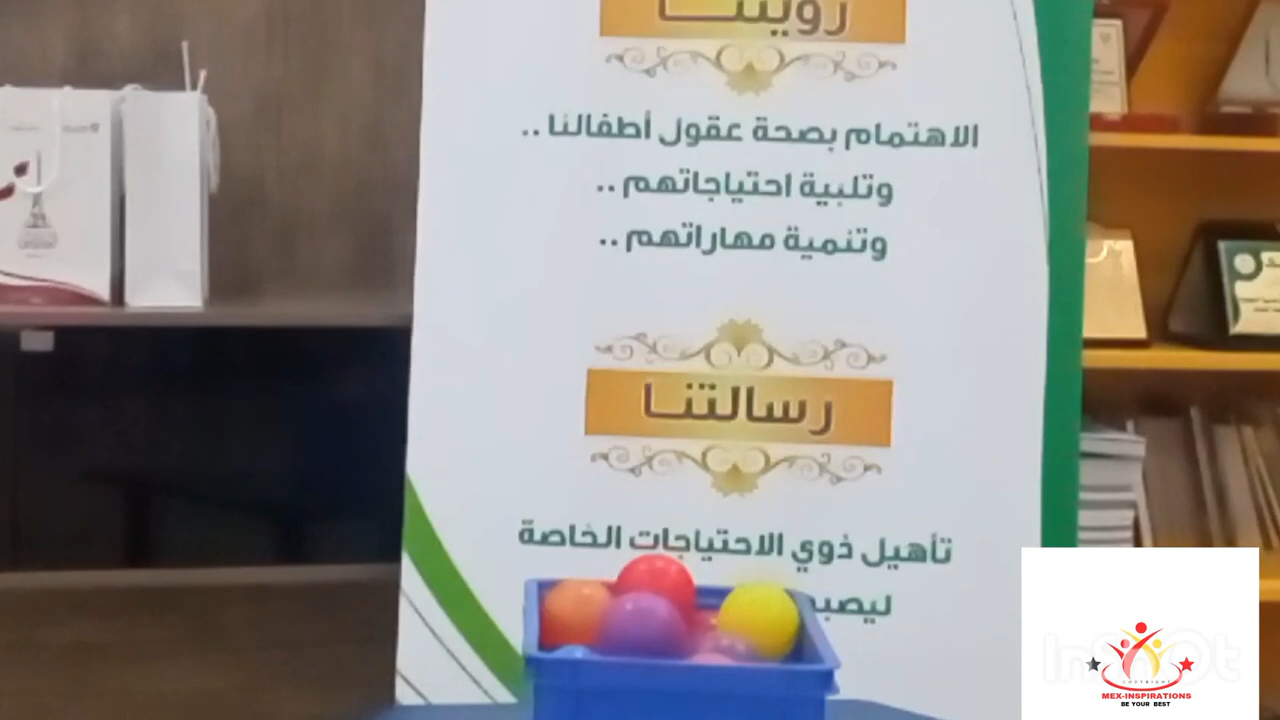 رؤيتنا
الاهتمام بصحة عقول أطفالنا ..
وتلبية احتياجاتهم ..
وتنمية مهاراتهم ..
رسالتنا
تأهيل ذوي الاحتياجات الخاصة
COPYRIGHT
MEX-INSPIRATIONS
BE YOUR BEST